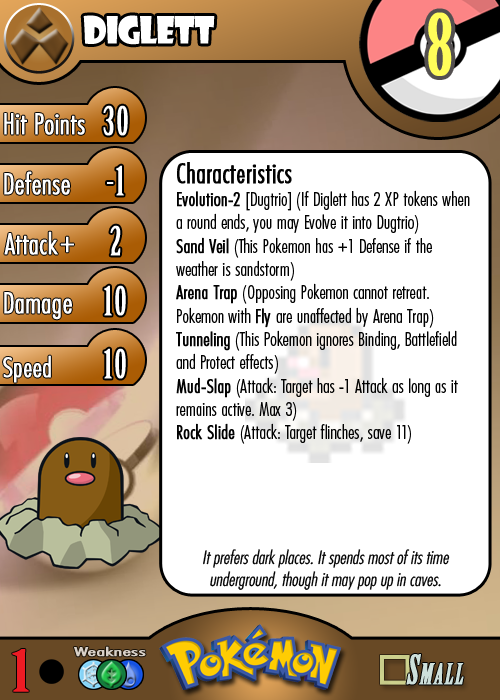 DIGLETT
8
Hit Points 30
Defense -1
Attack+ 2
Damage 10
Speed 10
Characteristics
Evolution-2 [Dugtrio] (If Diglett has 2 XP tokens when
a round ends, you may Evolve it into Dugtrio)
Sand Veil (This Pokemon has +1 Defense if the
weather is sandstorm)
Arena Trap (Opposing Pokemon cannot retreat.
Pokemon with Fly are unaffected by Arena Trap)
Tunneling (This Pokemon ignores Binding, Battlefield
and Protect effects)
Mud-Slap (Attack: Target has -1 Attack as long as it
remains active. Max 3)
Rock Slide (Attack: Target flinches, save 11)
It prefers dark places. It spends most of its time
underground, though it may pop up in caves.
1
Weakness
POKéMON
SMALL